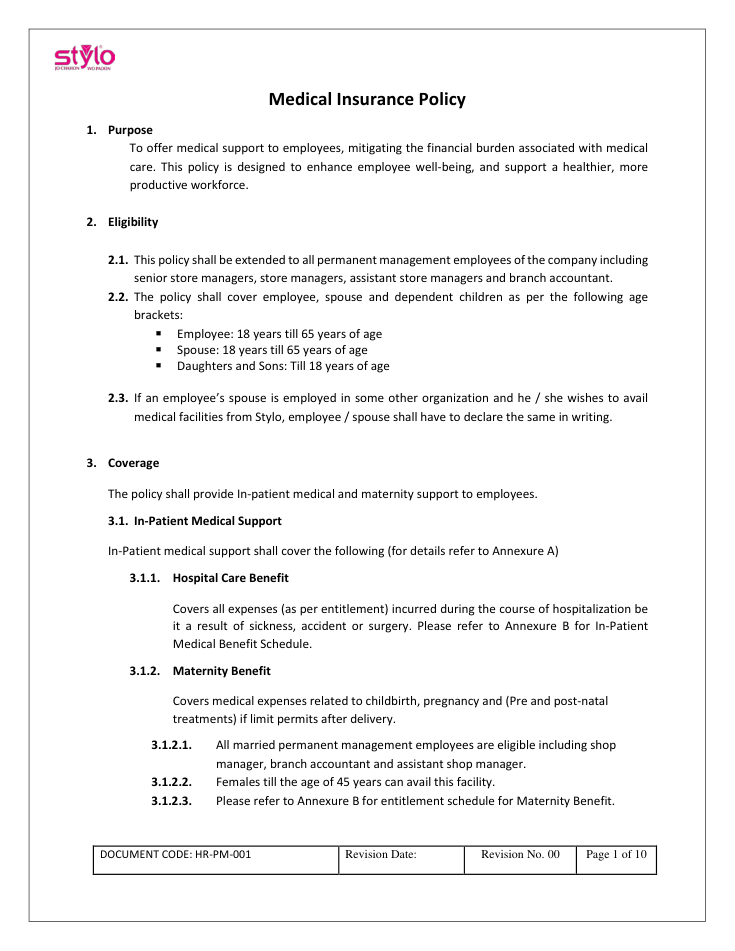 stylo
Medical Insurance Policy
1. Purpose
To offer medical support to employees, mitigating the financial burden associated with medical
care. This policy is designed to enhance employee well-being, and support a healthier, more
productive workforce.
2. Eligibility
2.1. This policy shall be extended to all permanent management employees of the company including
senior store managers, store managers, assistant store managers and branch accountant.
2.2. The policy shall cover employee, spouse and dependent children as per the following age
brackets:
▪ Employee: 18 years till 65 years of age
▪ Spouse: 18 years till 65 years of age
▪ Daughters and Sons: Till 18 years of age
2.3. If an employee’s spouse is employed in some other organization and he / she wishes to avail
medical facilities from Stylo, employee / spouse shall have to declare the same in writing.
3. Coverage
The policy shall provide In-patient medical and maternity support to employees.
3.1. In-Patient Medical Support
In-Patient medical support shall cover the following (for details refer to Annexure A)
3.1.1. Hospital Care Benefit
Covers all expenses (as per entitlement) incurred during the course of hospitalization be
it a result of sickness, accident or surgery. Please refer to Annexure B for In-Patient
Medical Benefit Schedule.
3.1.2. Maternity Benefit
Covers medical expenses related to childbirth, pregnancy and (Pre and post-natal
treatments) if limit permits after delivery.
3.1.2.1. All married permanent management employees are eligible including shop
manager, branch accountant and assistant shop manager.
3.1.2.2. Females till the age of 45 years can avail this facility.
3.1.2.3. Please refer to Annexure B for entitlement schedule for Maternity Benefit.
DOCUMENT CODE: HR-PM-001 Revision Date: Revision No. 00 Page 1 of 10